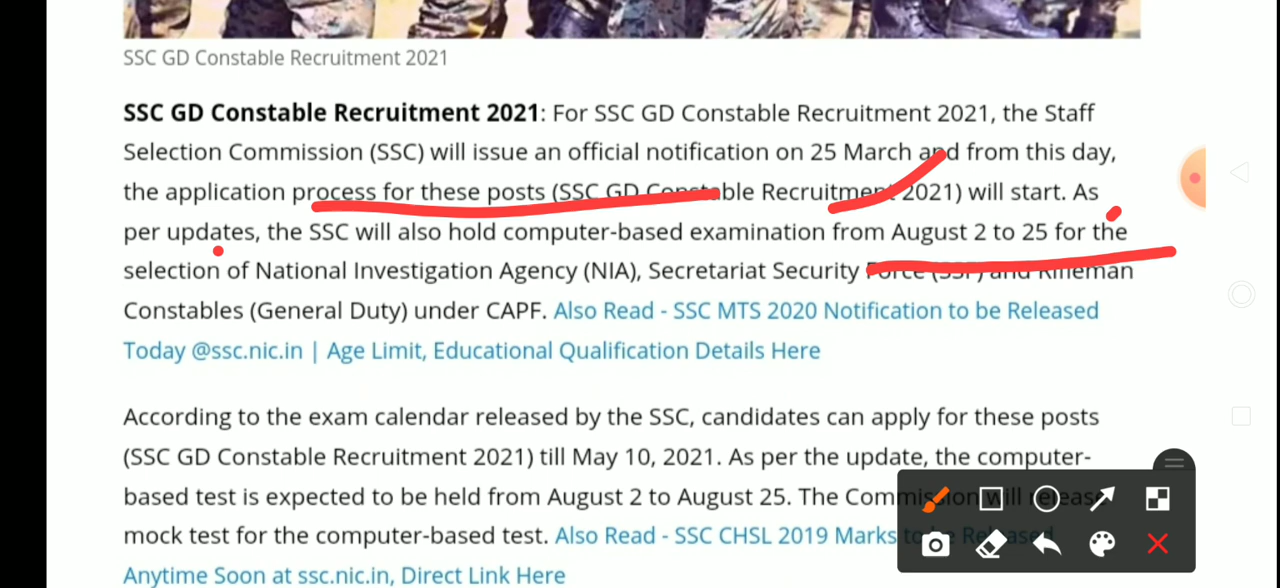 SSC GD Constable Recruitment 2021
SSC GD Constable Recruitment 2021: For SSC GD Constable Recruitment 2021, the Staff
Selection Commission (SSC) will issue an official notification on 25 March and from this day,
the application process for these posts (SSC GD Constable Recruitment 2021) will start. As
per updates, the SSC will also hold computer-based examination from August 2 to 25 for the
selection of National Investigation Agency (NIA), Secretariat Security Force (SSF) and Rifleman
Constables (General Duty) under CAPF. Also Read - SSC MTS 2020 Notification to be Released
Today @ssc.nic.in | Age Limit, Educational Qualification Details Here
According to the exam calendar released by the SSC, candidates can apply for these posts
(SSC GD Constable Recruitment 2021) till May 10, 2021. As per the update, the computer-
based test is expected to be held from August 2 to August 25. The Commission will release
mock test for the computer-based test. Also Read - SSC CHSL 2019 Marks to be Released
Anytime Soon at ssc.nic.in, Direct Link Here